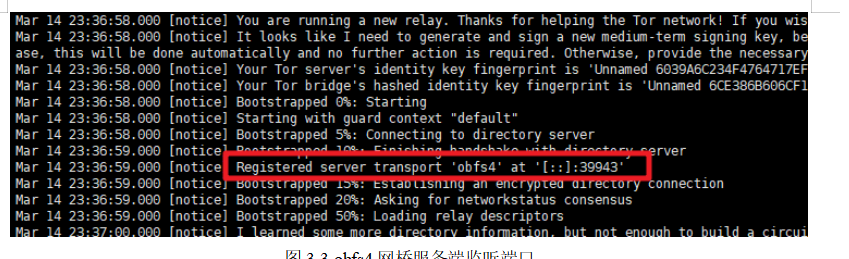 Mar 14 23:36:58.000 [notice] You are running a new relay. Thanks for helping the Tor network! If you wis
Mar 14 23:36:58.000 [notice] It looks like I need to generate and sign a new medium-term signing key, be
ase, this will be done automatically and no further action is required. Otherwise, provide the necessary
Mar 14 23:36:58.000 [notice] Your Tor server's identity key fingerprint is 'Unnamed 6039A6C234F4764717EF
Mar 14 23:36:58.000 [notice] Your Tor bridge's hashed identity key fingerprint is 'Unnamed 6CE386B606CF1
Mar 14 23:36:58.000 [notice] Bootstrapped 0%: Starting
Mar 14 23:36:58.000 [notice] Starting with guard context "default"
Mar 14 23:36:58.000 [notice] Bootstrapped 5%: Connecting to directory server
Mar 14 23:36:59.000 [notice] Bootstrapped 10%: Finishing handshake with directory server
Mar 14 23:36:59.000 [notice] Registered server transport 'obfs4' at '[::]:39943'
Mar 14 23:36:59.000 [notice] Bootstrapped 15%: Establishing an encrypted directory connection
Mar 14 23:36:59.000 [notice] Bootstrapped 20%: Asking for networkstatus consensus
Mar 14 23:36:59.000 [notice] Bootstrapped 50%: Loading relay descriptors
Mar 14 23:37:00.000 [notice] I learned some more directory information, but not enough to build a circui
图 3.3 obfs4 网桥服务端监听端口